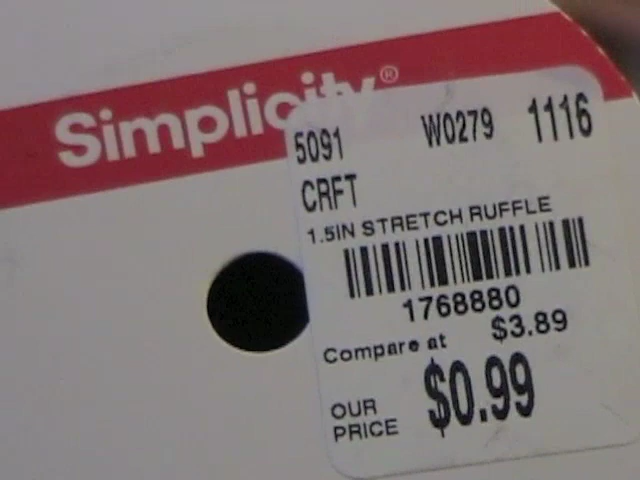 Simplicity®
5091 W0279 1116
CRFT
1.5IN STRETCH RUFFLE
1768880
Compare at $3.89
OUR PRICE $0.99